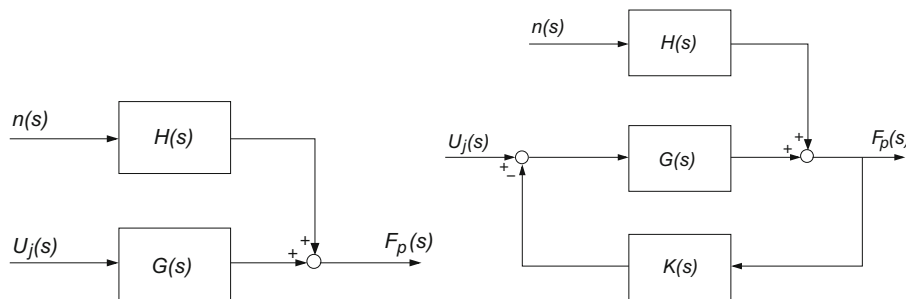 n(s)
H(s)
U_j(s)
G(s)
+
+
F_p(s)
n(s)
H(s)
U_j(s)
+
−
G(s)
+
+
F_p(s)
K(s)